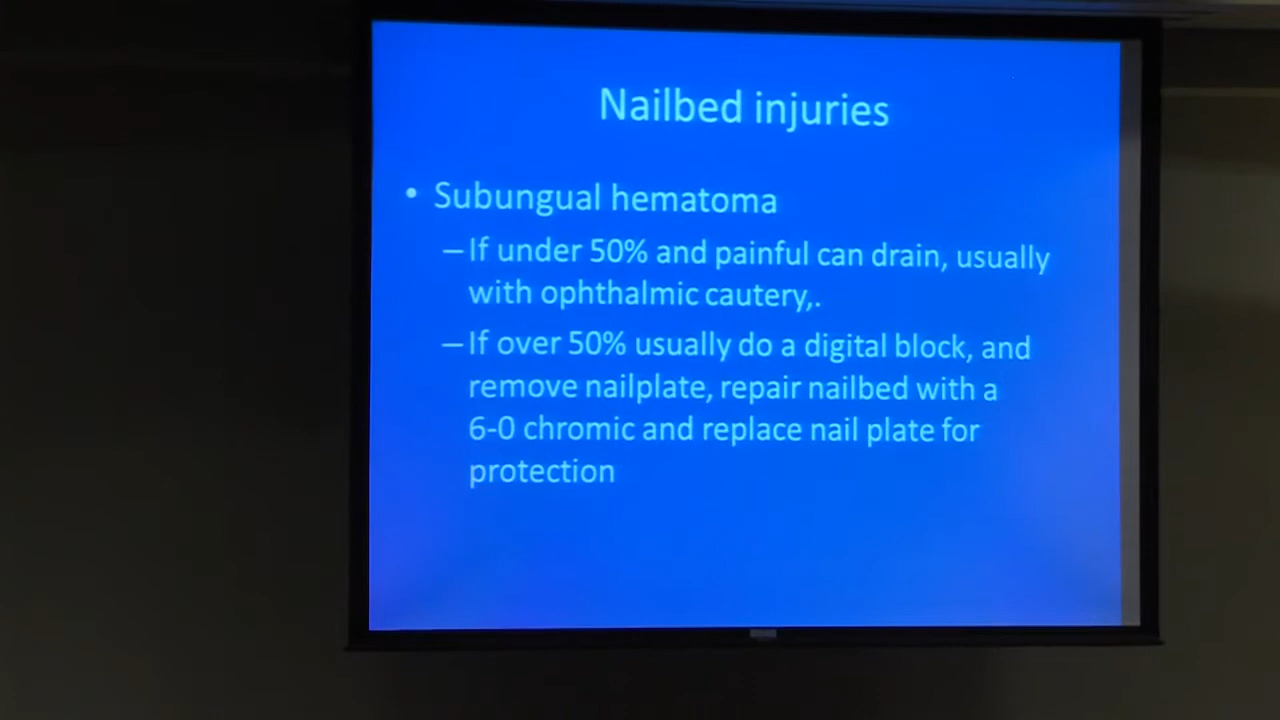 Nailbed injuries
• Subungual hematoma
– If under 50% and painful can drain, usually
with ophthalmic cautery,.
– If over 50% usually do a digital block, and
remove nailplate, repair nailbed with a
6-0 chromic and replace nail plate for
protection